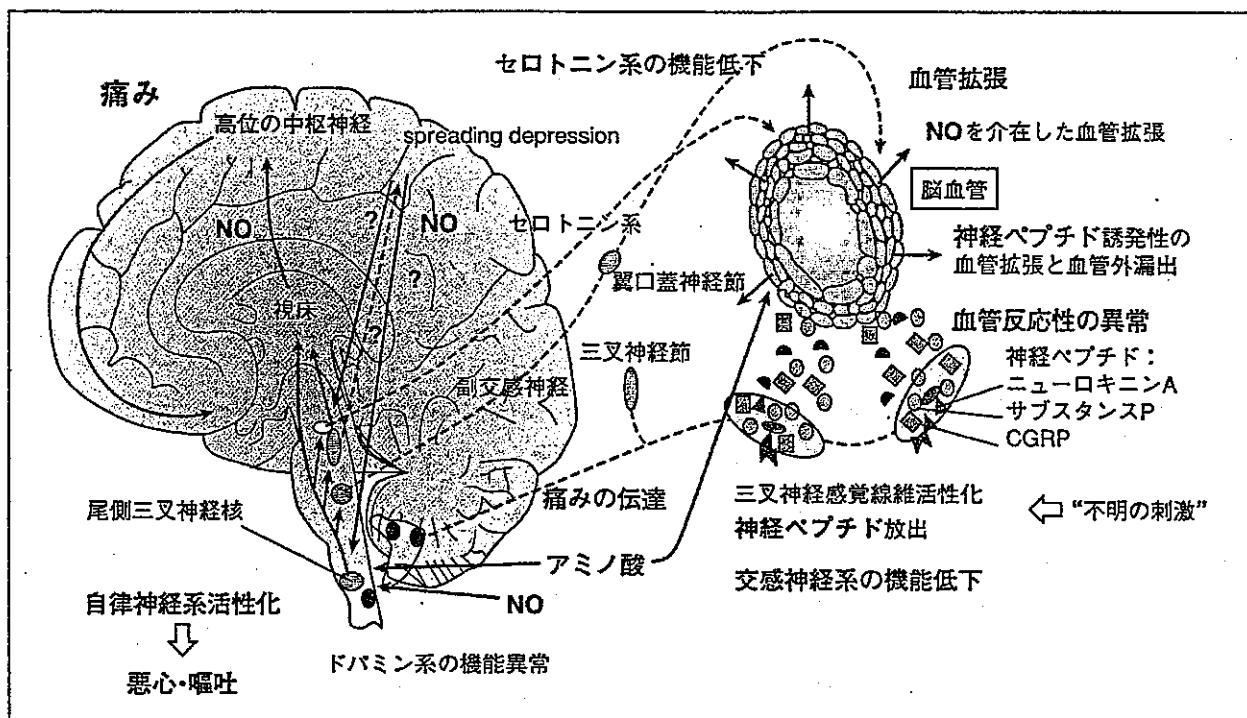 セロトニン系の機能低下
血管拡張
痛み
高位の中枢神経
spreading depression
NOを介在した血管拡張
脳血管
NO
?
NO
セロトニン系
?
神経ペプチド誘発性の
血管拡張と血管外漏出
翼口蓋神経節
視床
?
血管反応性の異常
三叉神経節
神経ペプチド：
ニューロキニンA
サブスタンスP
CGRP
副交感神経
痛みの伝達
三叉神経感覚線維活性化
神経ペプチド放出
“不明の刺激”
尾側三叉神経核
アミノ酸
交感神経系の機能低下
自律神経系活性化
NO
ドパミン系の機能異常
悪心・嘔吐